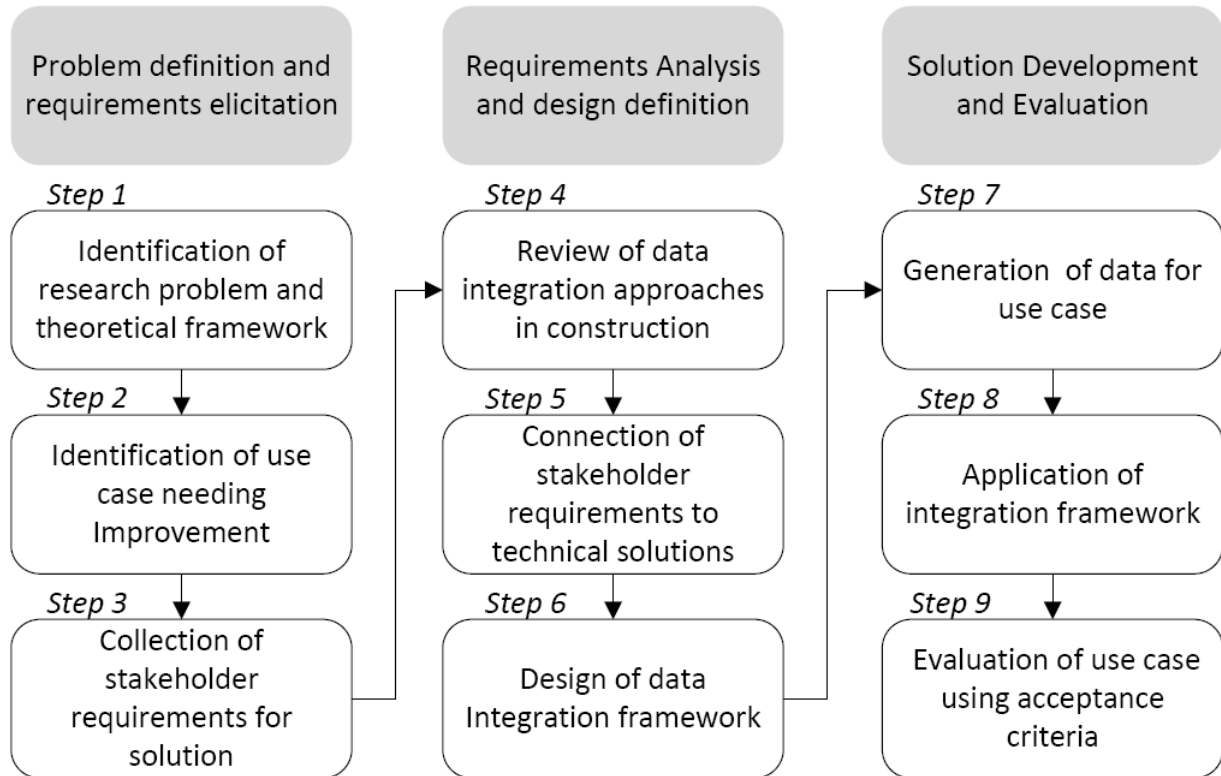 Problem definition and
requirements elicitation
Requirements Analysis
and design definition
Solution Development
and Evaluation
Step 1
Identification of
research problem and
theoretical framework
Step 2
Identification of use
case needing
Improvement
Step 3
Collection of
stakeholder
requirements for
solution
Step 4
Review of data
integration approaches
in construction
Step 5
Connection of
stakeholder
requirements to
technical solutions
Step 6
Design of data
Integration framework
Step 7
Generation of data for
use case
Step 8
Application of
integration framework
Step 9
Evaluation of use case
using acceptance
criteria